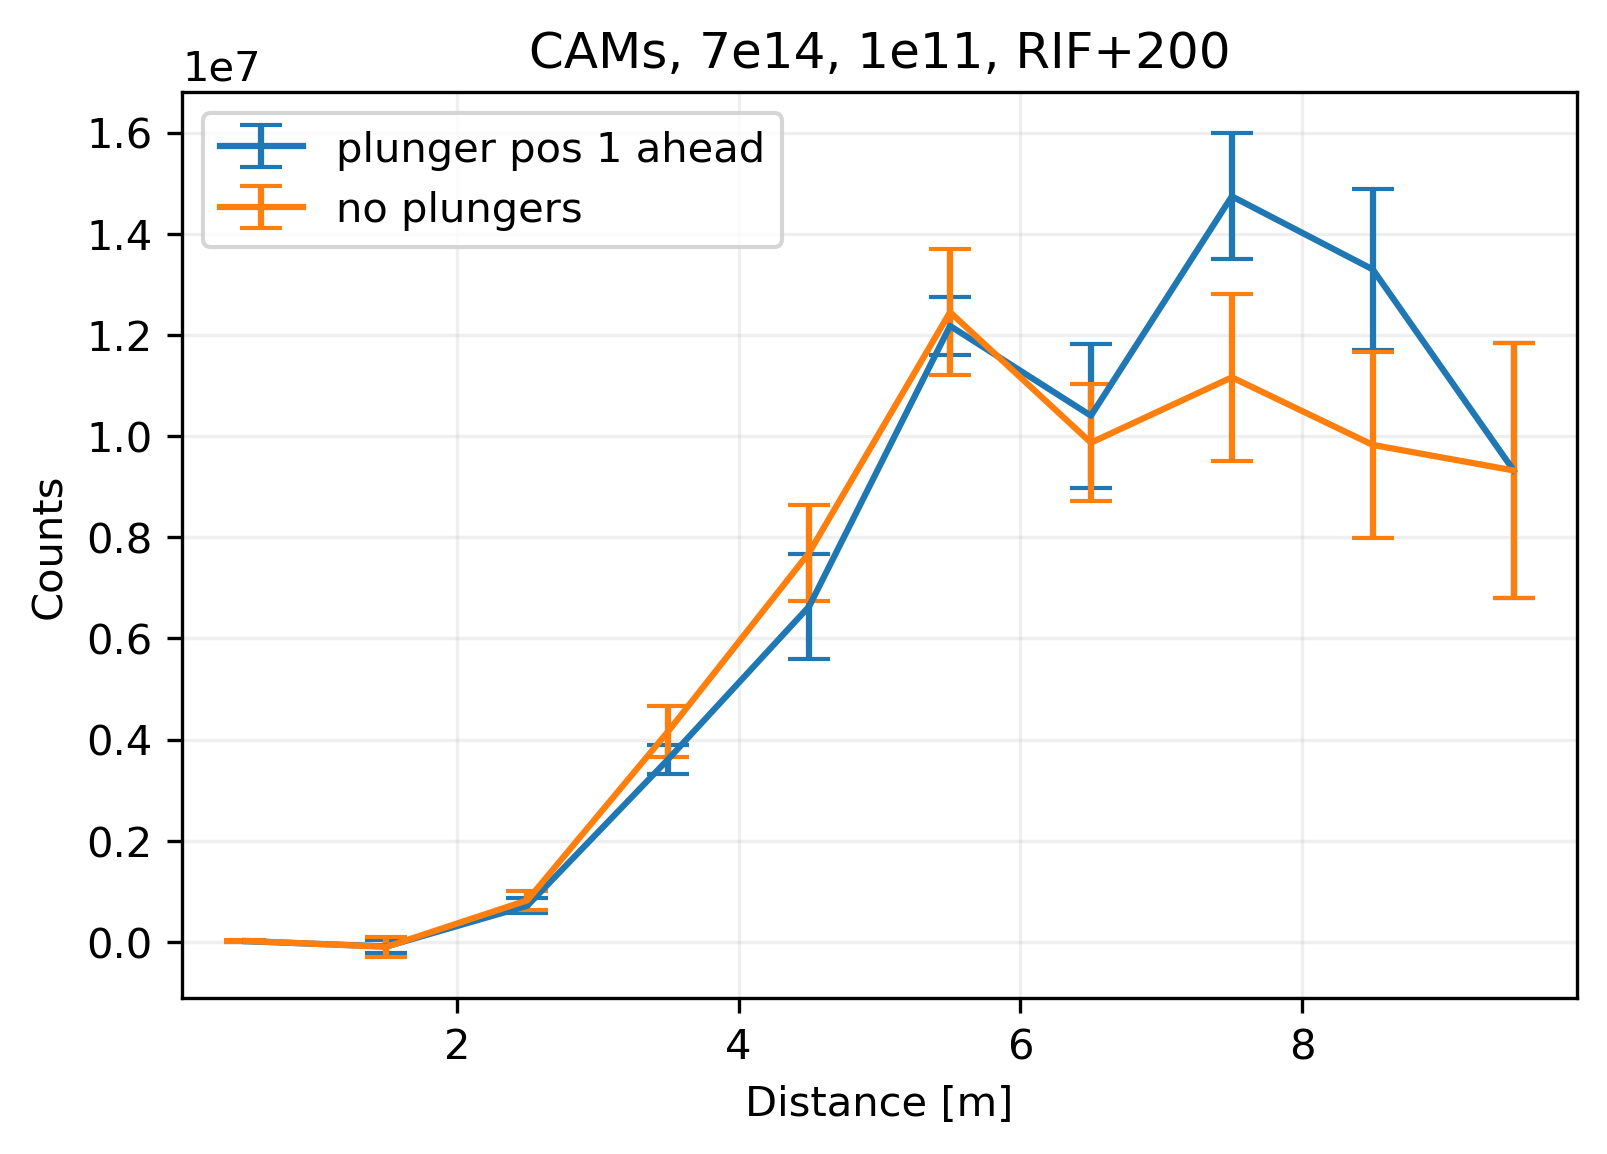 CAMs, 7e14, 1e11, RIF+200
1e7
plunger pos 1 ahead
no plungers
1.6
1.4
1.2
1.0
0.8
0.6
0.4
0.2
0.0
Counts
2 4 6 8
Distance [m]